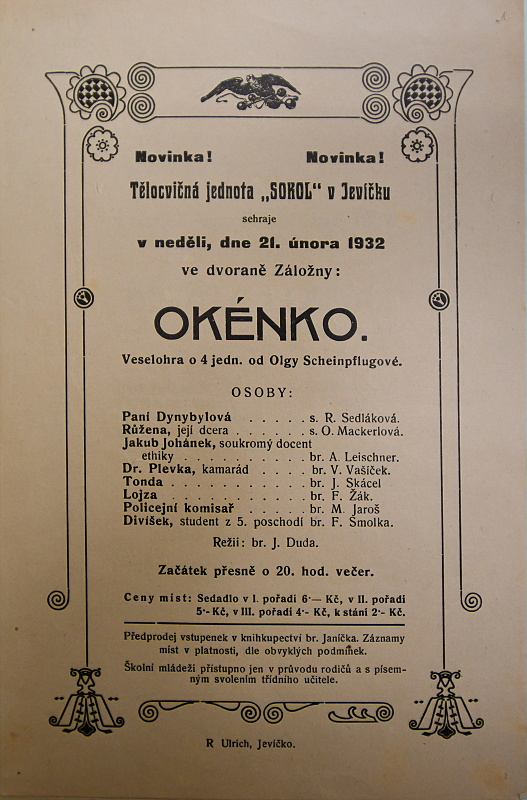 Novinka! Novinka!
Tělocvičná jednota „SOKOL“ v Jevíčku
sehraje
v neděli, dne 21. února 1932
ve dvoraně Záložny:
OKÉNKO.
Veselohra o 4 jedn. od Olgy Scheinpflugové.
OSOBY:
Paní Dynybylová . . . . . s. R. Sedláková.
Růžena, její dcera . . . . . . s. O. Mackerlová.
Jakub Johánek, soukromý docent
etiky . . . . . . . . . . br. A. Leischner.
Dr. Plevka, kamarád . . . . br. V. Vašíček.
Tonda . . . . . . . . . . . br. J. Skácel
Lojza . . . . . . . . . . . br. F. Žák.
Policejní komisař . . . . . br. M. Jaroš
Divíšek, student z 5. poschodí br. F. Smolka.
Režii: br. J. Duda.
Začátek přesně o 20. hod. večer.
Ceny míst: Sedadlo v I. pořadí 6·— Kč, v II. pořadí
5·- Kč, v III. pořadí 4·- Kč, k stání 2·- Kč.
Předprodej vstupenek v knihkupectví br. Janíčka. Záznamy
míst v platnosti, dle obvyklých podmínek.
Školní mládeži přístupno jen v průvodu rodičů a s písem-
ným svolením třídního učitele.
R Ulrich, Jevíčko.